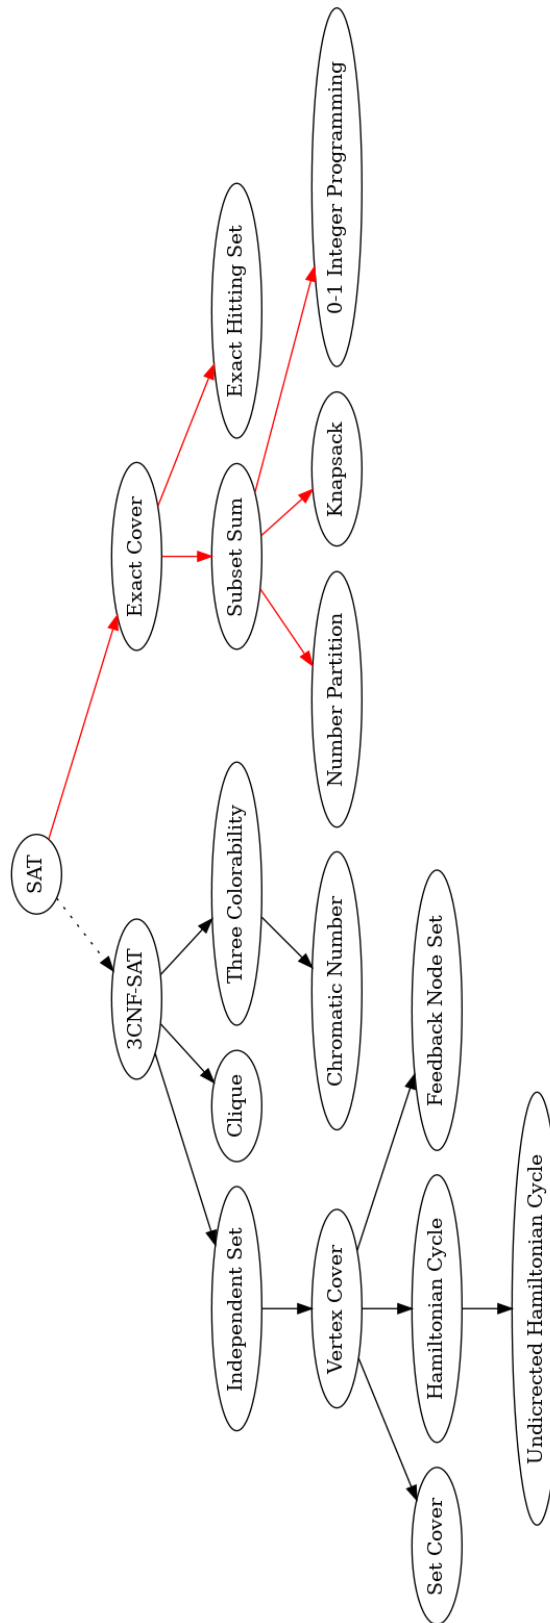 SAT
3CNF-SAT
Exact Cover
Independent Set
Clique
Three Colorability
Subset Sum
Exact Hitting Set
Vertex Cover
Chromatic Number
Number Partition
Knapsack
0-1 Integer Programming
Set Cover
Hamiltonian Cycle
Feedback Node Set
Undicrected Hamiltonian Cycle